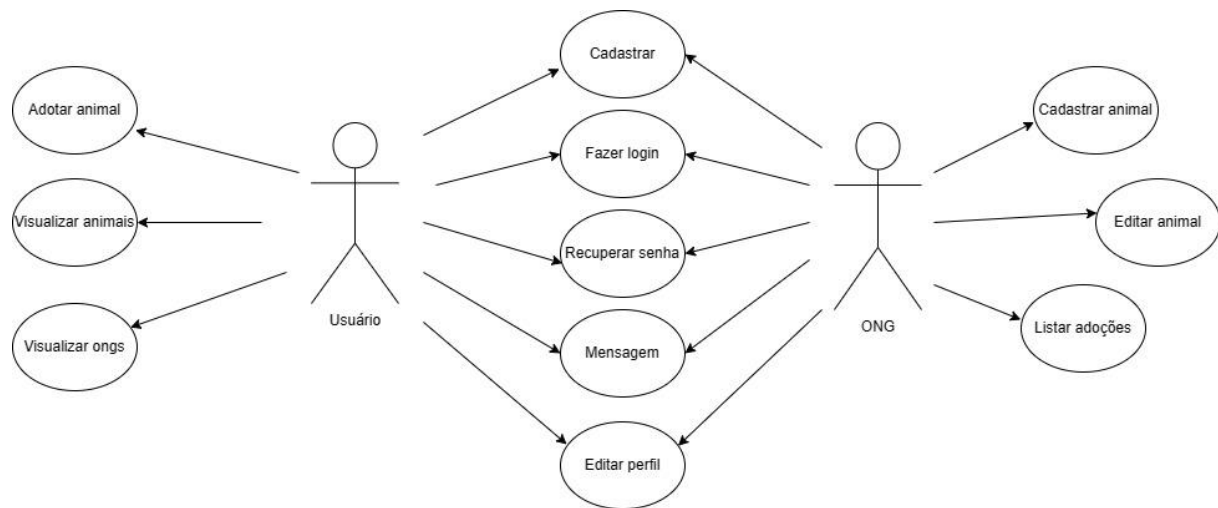 Cadastrar
Adotar animal
Cadastrar animal
Fazer login
Visualizar animais
Editar animal
Recuperar senha
Usuário
ONG
Listar adoções
Visualizar ongs
Mensagem
Editar perfil